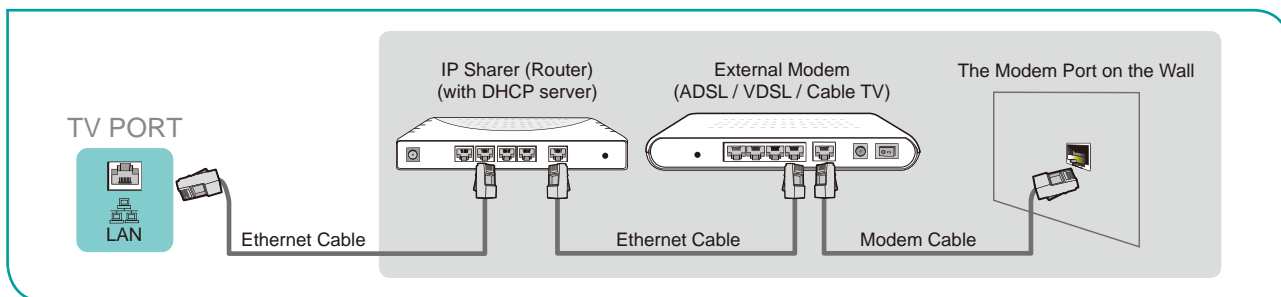 IP Sharer (Router)
(with DHCP server)
External Modem
(ADSL / VDSL / Cable TV)
The Modem Port on the Wall
TV PORT
LAN
Ethernet Cable
Ethernet Cable
Modem Cable